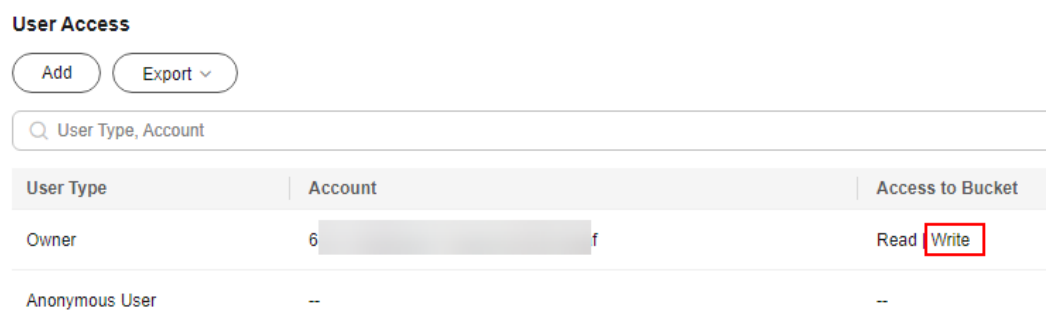 User Access
Add Export
User Type, Account
User Type Account Access to Bucket
Owner 6 f Read | Write
Anonymous User -- --